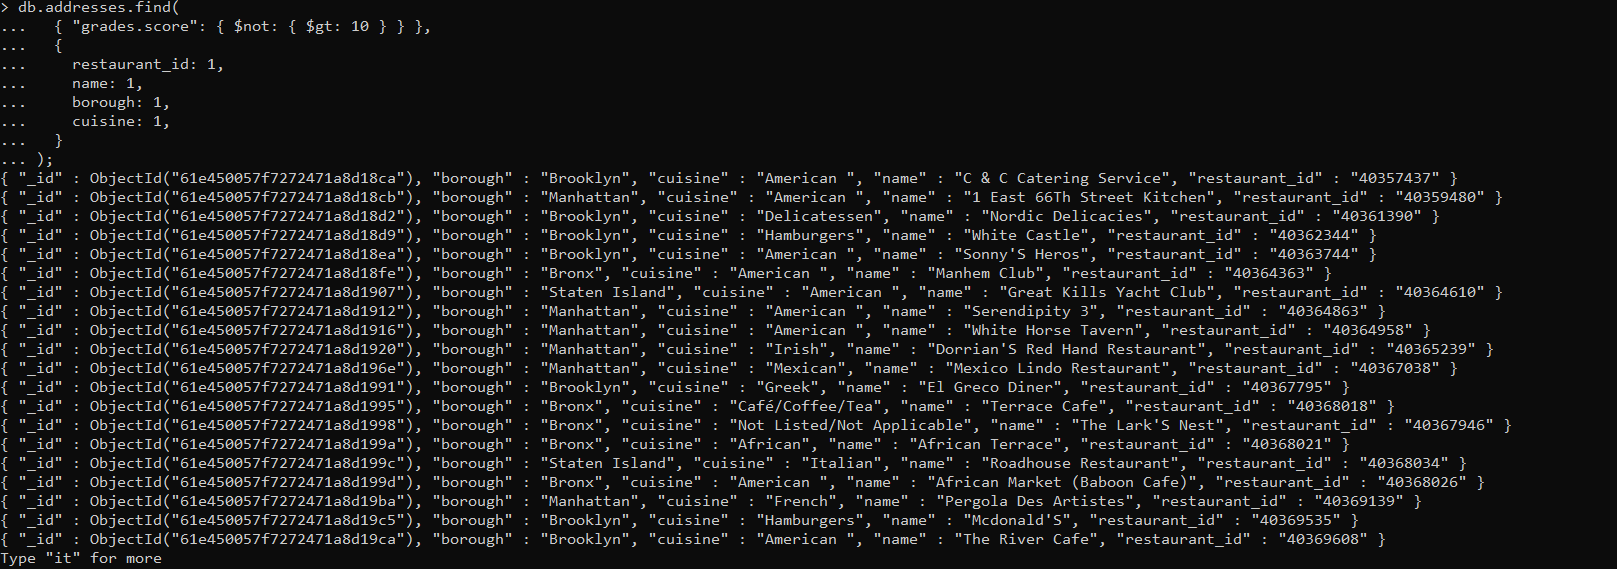 > db.addresses.find(
...   { "grades.score": { $not: { $gt: 10 } } },
...   {
...     restaurant_id: 1,
...     name: 1,
...     borough: 1,
...     cuisine: 1,
...   }
... );
{ "_id" : ObjectId("61e450057f7272471a8d18ca"), "borough" : "Brooklyn", "cuisine" : "American ", "name" : "C & C Catering Service", "restaurant_id" : "40357437" }
{ "_id" : ObjectId("61e450057f7272471a8d18cb"), "borough" : "Manhattan", "cuisine" : "American ", "name" : "1 East 66Th Street Kitchen", "restaurant_id" : "40359480" }
{ "_id" : ObjectId("61e450057f7272471a8d18d2"), "borough" : "Brooklyn", "cuisine" : "Delicatessen", "name" : "Nordic Delicacies", "restaurant_id" : "40361390" }
{ "_id" : ObjectId("61e450057f7272471a8d18d9"), "borough" : "Brooklyn", "cuisine" : "Hamburgers", "name" : "White Castle", "restaurant_id" : "40362344" }
{ "_id" : ObjectId("61e450057f7272471a8d18ea"), "borough" : "Brooklyn", "cuisine" : "American ", "name" : "Sonny'S Heros", "restaurant_id" : "40363744" }
{ "_id" : ObjectId("61e450057f7272471a8d18fe"), "borough" : "Bronx", "cuisine" : "American ", "name" : "Manhem Club", "restaurant_id" : "40364363" }
{ "_id" : ObjectId("61e450057f7272471a8d1907"), "borough" : "Staten Island", "cuisine" : "American ", "name" : "Great Kills Yacht Club", "restaurant_id" : "40364610" }
{ "_id" : ObjectId("61e450057f7272471a8d1912"), "borough" : "Manhattan", "cuisine" : "American ", "name" : "Serendipity 3", "restaurant_id" : "40364863" }
{ "_id" : ObjectId("61e450057f7272471a8d1916"), "borough" : "Manhattan", "cuisine" : "American ", "name" : "White Horse Tavern", "restaurant_id" : "40364958" }
{ "_id" : ObjectId("61e450057f7272471a8d1920"), "borough" : "Manhattan", "cuisine" : "Irish", "name" : "Dorrian'S Red Hand Restaurant", "restaurant_id" : "40365239" }
{ "_id" : ObjectId("61e450057f7272471a8d196e"), "borough" : "Manhattan", "cuisine" : "Mexican", "name" : "Mexico Lindo Restaurant", "restaurant_id" : "40367038" }
{ "_id" : ObjectId("61e450057f7272471a8d1991"), "borough" : "Brooklyn", "cuisine" : "Greek", "name" : "El Greco Diner", "restaurant_id" : "40367795" }
{ "_id" : ObjectId("61e450057f7272471a8d1995"), "borough" : "Bronx", "cuisine" : "Café/Coffee/Tea", "name" : "Terrace Cafe", "restaurant_id" : "40368018" }
{ "_id" : ObjectId("61e450057f7272471a8d1998"), "borough" : "Bronx", "cuisine" : "Not Listed/Not Applicable", "name" : "The Lark'S Nest", "restaurant_id" : "40367946" }
{ "_id" : ObjectId("61e450057f7272471a8d199a"), "borough" : "Bronx", "cuisine" : "African", "name" : "African Terrace", "restaurant_id" : "40368021" }
{ "_id" : ObjectId("61e450057f7272471a8d199c"), "borough" : "Staten Island", "cuisine" : "Italian", "name" : "Roadhouse Restaurant", "restaurant_id" : "40368034" }
{ "_id" : ObjectId("61e450057f7272471a8d199d"), "borough" : "Bronx", "cuisine" : "American ", "name" : "African Market (Baboon Cafe)", "restaurant_id" : "40368026" }
{ "_id" : ObjectId("61e450057f7272471a8d19ba"), "borough" : "Manhattan", "cuisine" : "French", "name" : "Pergola Des Artistes", "restaurant_id" : "40369139" }
{ "_id" : ObjectId("61e450057f7272471a8d19c5"), "borough" : "Brooklyn", "cuisine" : "Hamburgers", "name" : "Mcdonald'S", "restaurant_id" : "40369535" }
{ "_id" : ObjectId("61e450057f7272471a8d19ca"), "borough" : "Brooklyn", "cuisine" : "American ", "name" : "The River Cafe", "restaurant_id" : "40369608" }
Type "it" for more